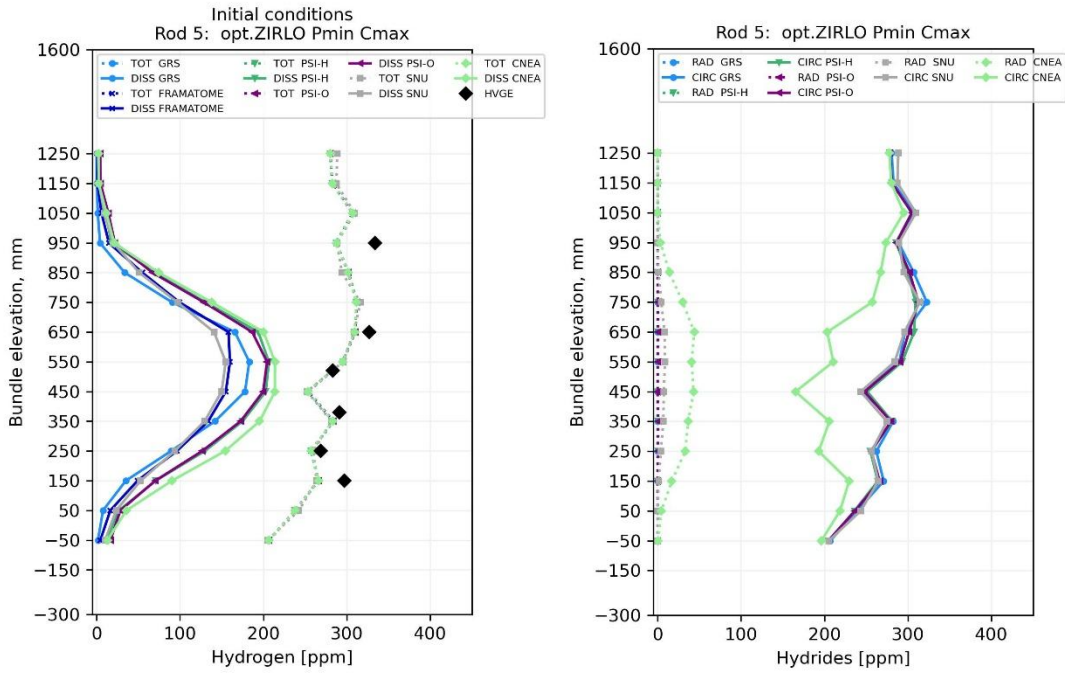 Initial conditions
Rod 5: opt.ZIRLO Pmin Cmax
TOT GRS
DISS GRS
TOT FRAMATOME
DISS FRAMATOME
TOT PSI-H
DISS PSI-H
TOT PSI-O
DISS PSI-O
TOT SNU
DISS SNU
TOT CNEA
DISS CNEA
HVGE
1600
1250
1150
1050
950
850
750
650
550
450
350
250
150
50
−50
−150
−300
Bundle elevation, mm
0 100 200 300 400
Hydrogen [ppm]
Rod 5: opt.ZIRLO Pmin Cmax
RAD GRS
CIRC GRS
RAD PSI-H
CIRC PSI-H
RAD PSI-O
CIRC PSI-O
RAD SNU
CIRC SNU
RAD CNEA
CIRC CNEA
1600
1250
1150
1050
950
850
750
650
550
450
350
250
150
50
−50
−150
−300
Bundle elevation, mm
0 100 200 300 400
Hydrides [ppm]